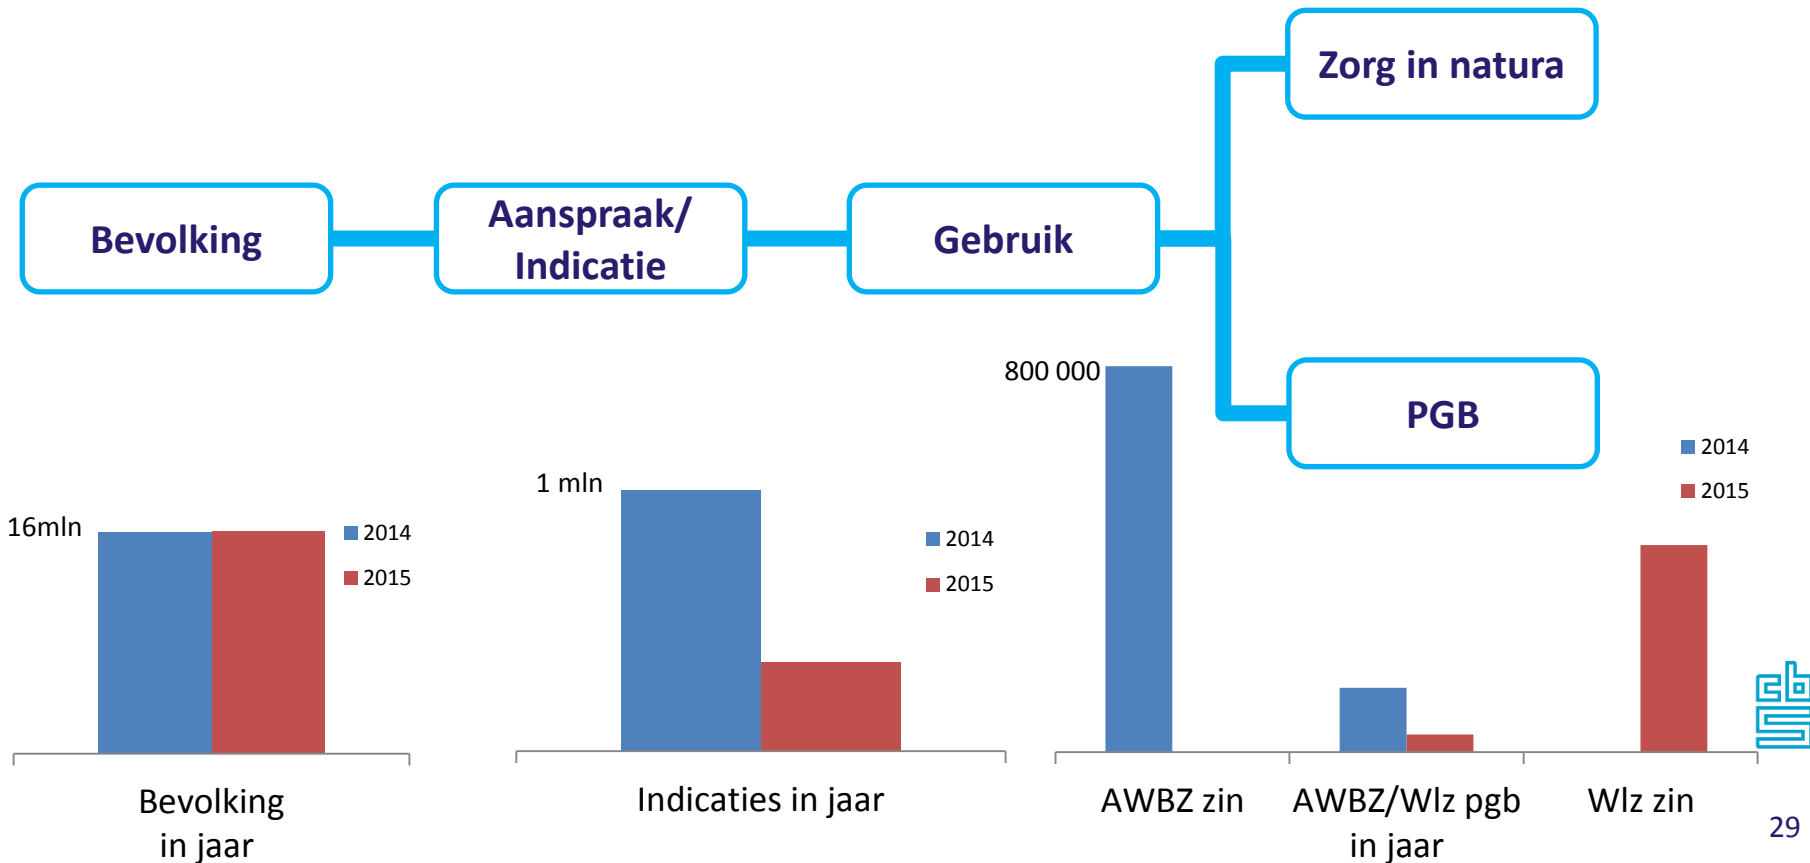 Zorg in natura
Bevolking
Aanspraak/
Indicatie
Gebruik
PGB
16mln
2014
2015
Bevolking
in jaar
1 mln
2014
2015
Indicaties in jaar
800 000
2014
2015
AWBZ zin
AWBZ/Wlz pgb
in jaar
Wlz zin
cbs
29